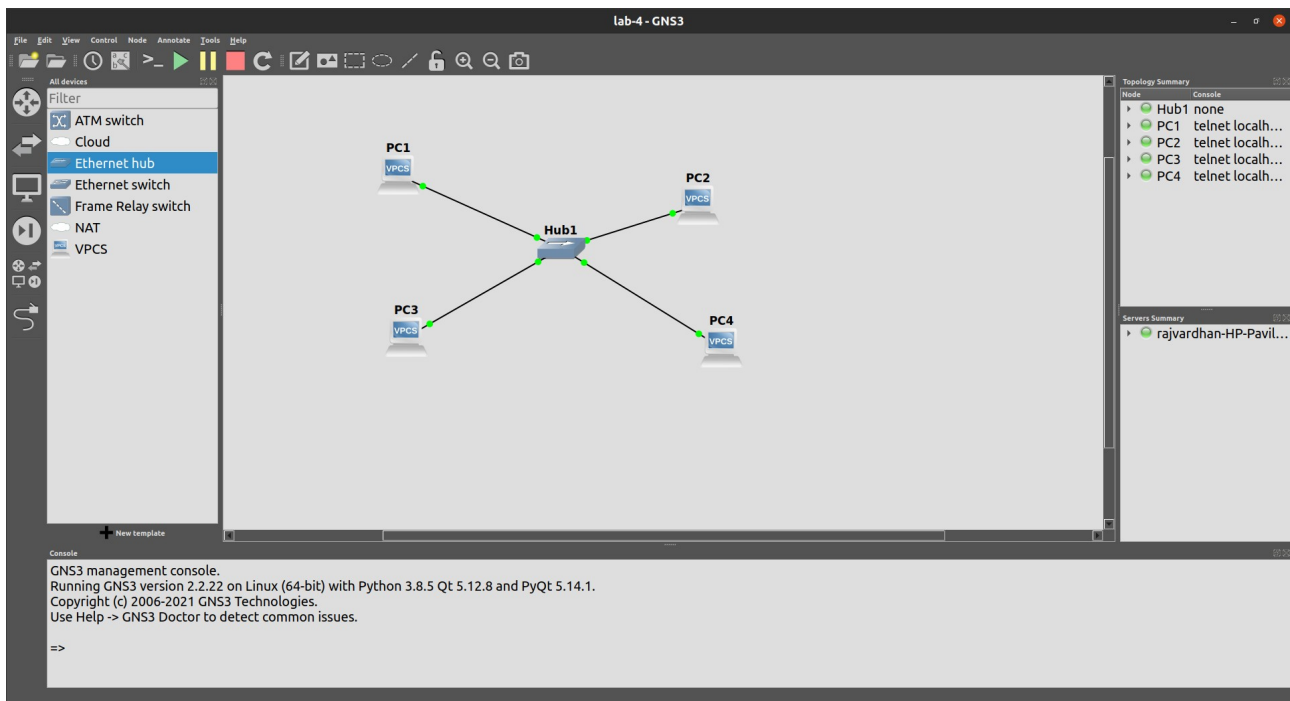 lab-4 - GNS3
File Edit View Control Node Annotate Tools Help
All devices
Filter
ATM switch
Cloud
Ethernet hub
Ethernet switch
Frame Relay switch
NAT
VPCS
New template
PC1
VPCS
PC2
VPCS
Hub1
PC3
VPCS
PC4
VPCS
Topology Summary
Node Console
Hub1 none
PC1 telnet localh...
PC2 telnet localh...
PC3 telnet localh...
PC4 telnet localh...
Servers Summary
rajvardhan-HP-Pavil...
Console
GNS3 management console.
Running GNS3 version 2.2.22 on Linux (64-bit) with Python 3.8.5 Qt 5.12.8 and PyQt 5.14.1.
Copyright (c) 2006-2021 GNS3 Technologies.
Use Help -> GNS3 Doctor to detect common issues.
=>